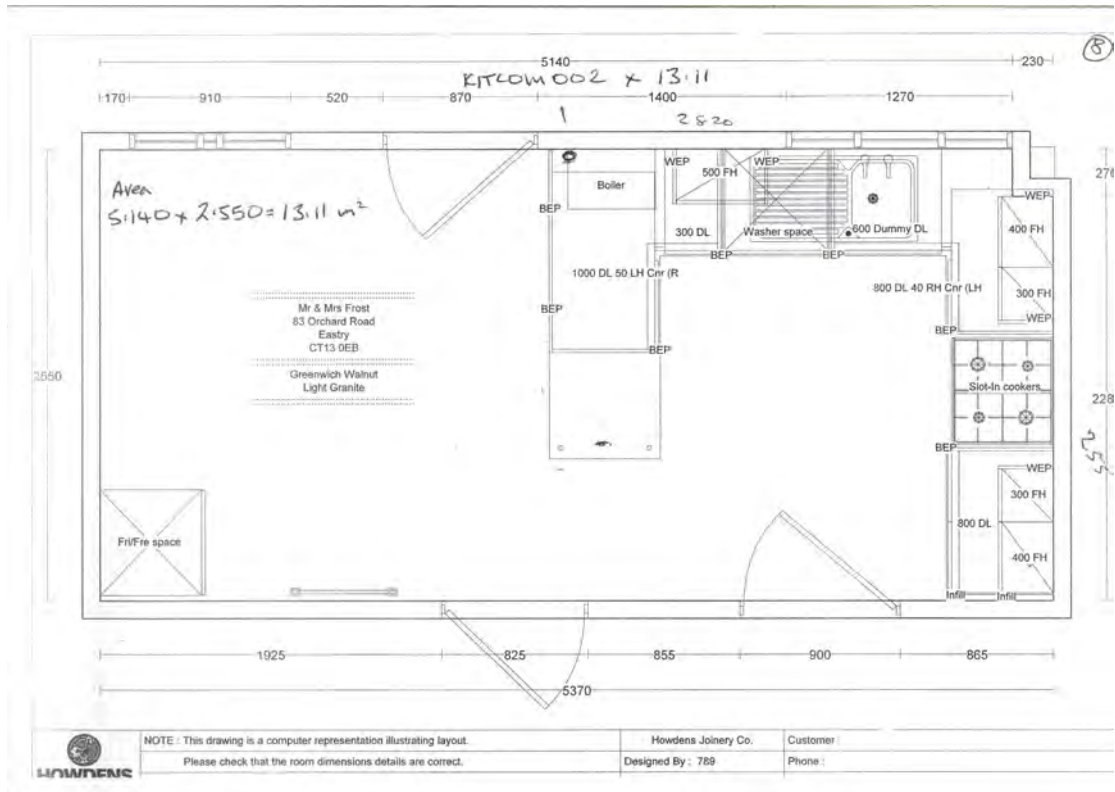 8
5140
230
KITCOM002 x 13.11
170
910
520
870
1400
1270
2820
276
Area
5.140 x 2.550 = 13.11 m²
WEP
500 FH
WEP
Boiler
BEP
300 DL
Washer space
600 Dummy DL
BEP
BEP
WEP
400 FH
1000 DL 50 LH Cnr (R
800 DL 40 RH Cnr (LH
300 FH
WEP
BEP
BEP
BEP
Mr & Mrs Frost
83 Orchard Road
Eastry
CT13 0EB
Greenwich Walnut
Light Granite
2550
Slot-In cookers
228
BEP
WEP
300 FH
800 DL
400 FH
Infill
Infill
Fri/Fre space
1925
825
855
900
865
5370
HOWDENS
NOTE : This drawing is a computer representation illustrating layout.
Please check that the room dimensions details are correct.
Howdens Joinery Co.
Designed By : 789
Customer :
Phone :